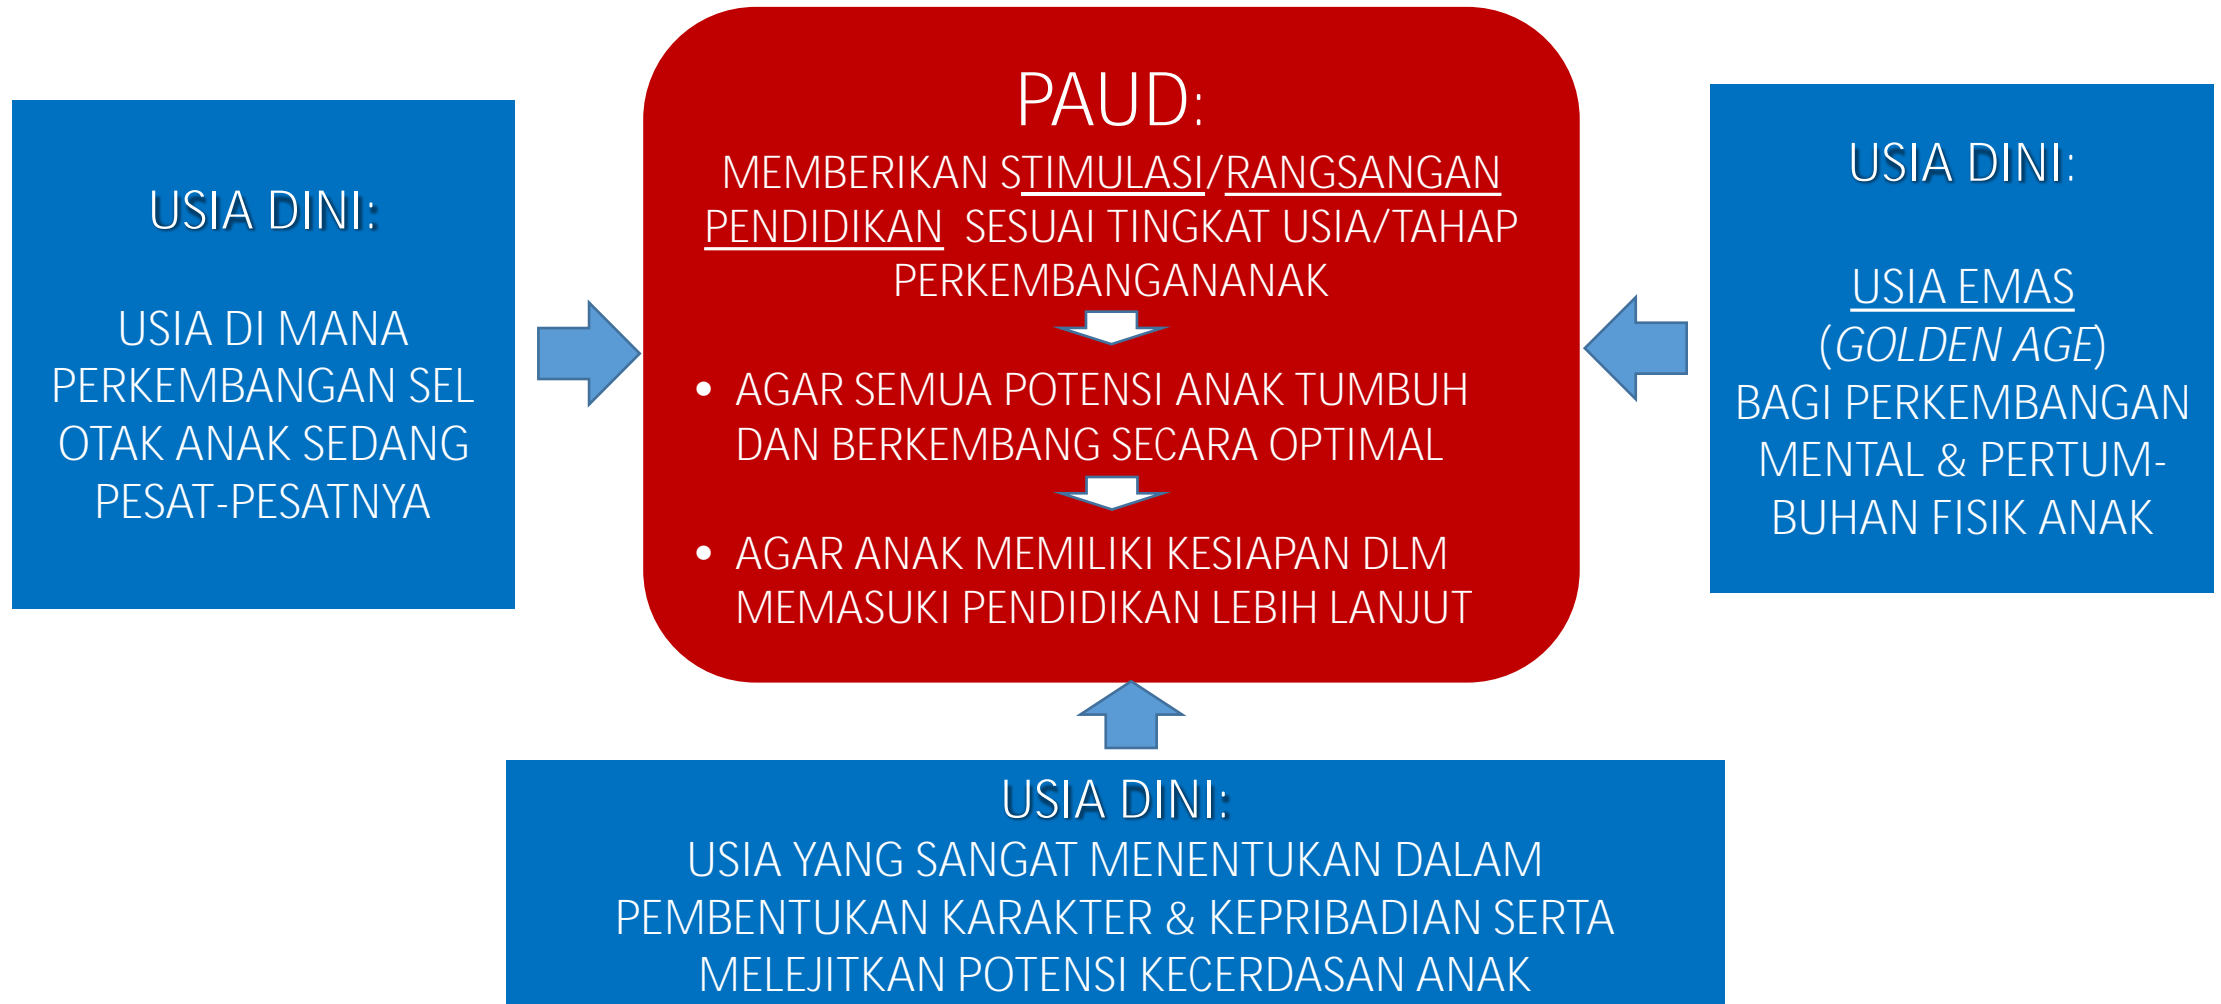 USIA DINI:
USIA DI MANA
PERKEMBANGAN SEL
OTAK ANAK SEDANG
PESAT-PESATNYA
PAUD:
MEMBERIKAN STIMULASI/RANGSANGAN
PENDIDIKAN SESUAI TINGKAT USIA/TAHAP
PERKEMBANGANANAK
• AGAR SEMUA POTENSI ANAK TUMBUH
DAN BERKEMBANG SECARA OPTIMAL
• AGAR ANAK MEMILIKI KESIAPAN DLM
MEMASUKI PENDIDIKAN LEBIH LANJUT
USIA DINI:
USIA EMAS
(GOLDEN AGE)
BAGI PERKEMBANGAN
MENTAL & PERTUM-
BUHAN FISIK ANAK
USIA DINI:
USIA YANG SANGAT MENENTUKAN DALAM
PEMBENTUKAN KARAKTER & KEPRIBADIAN SERTA
MELEJITKAN POTENSI KECERDASAN ANAK